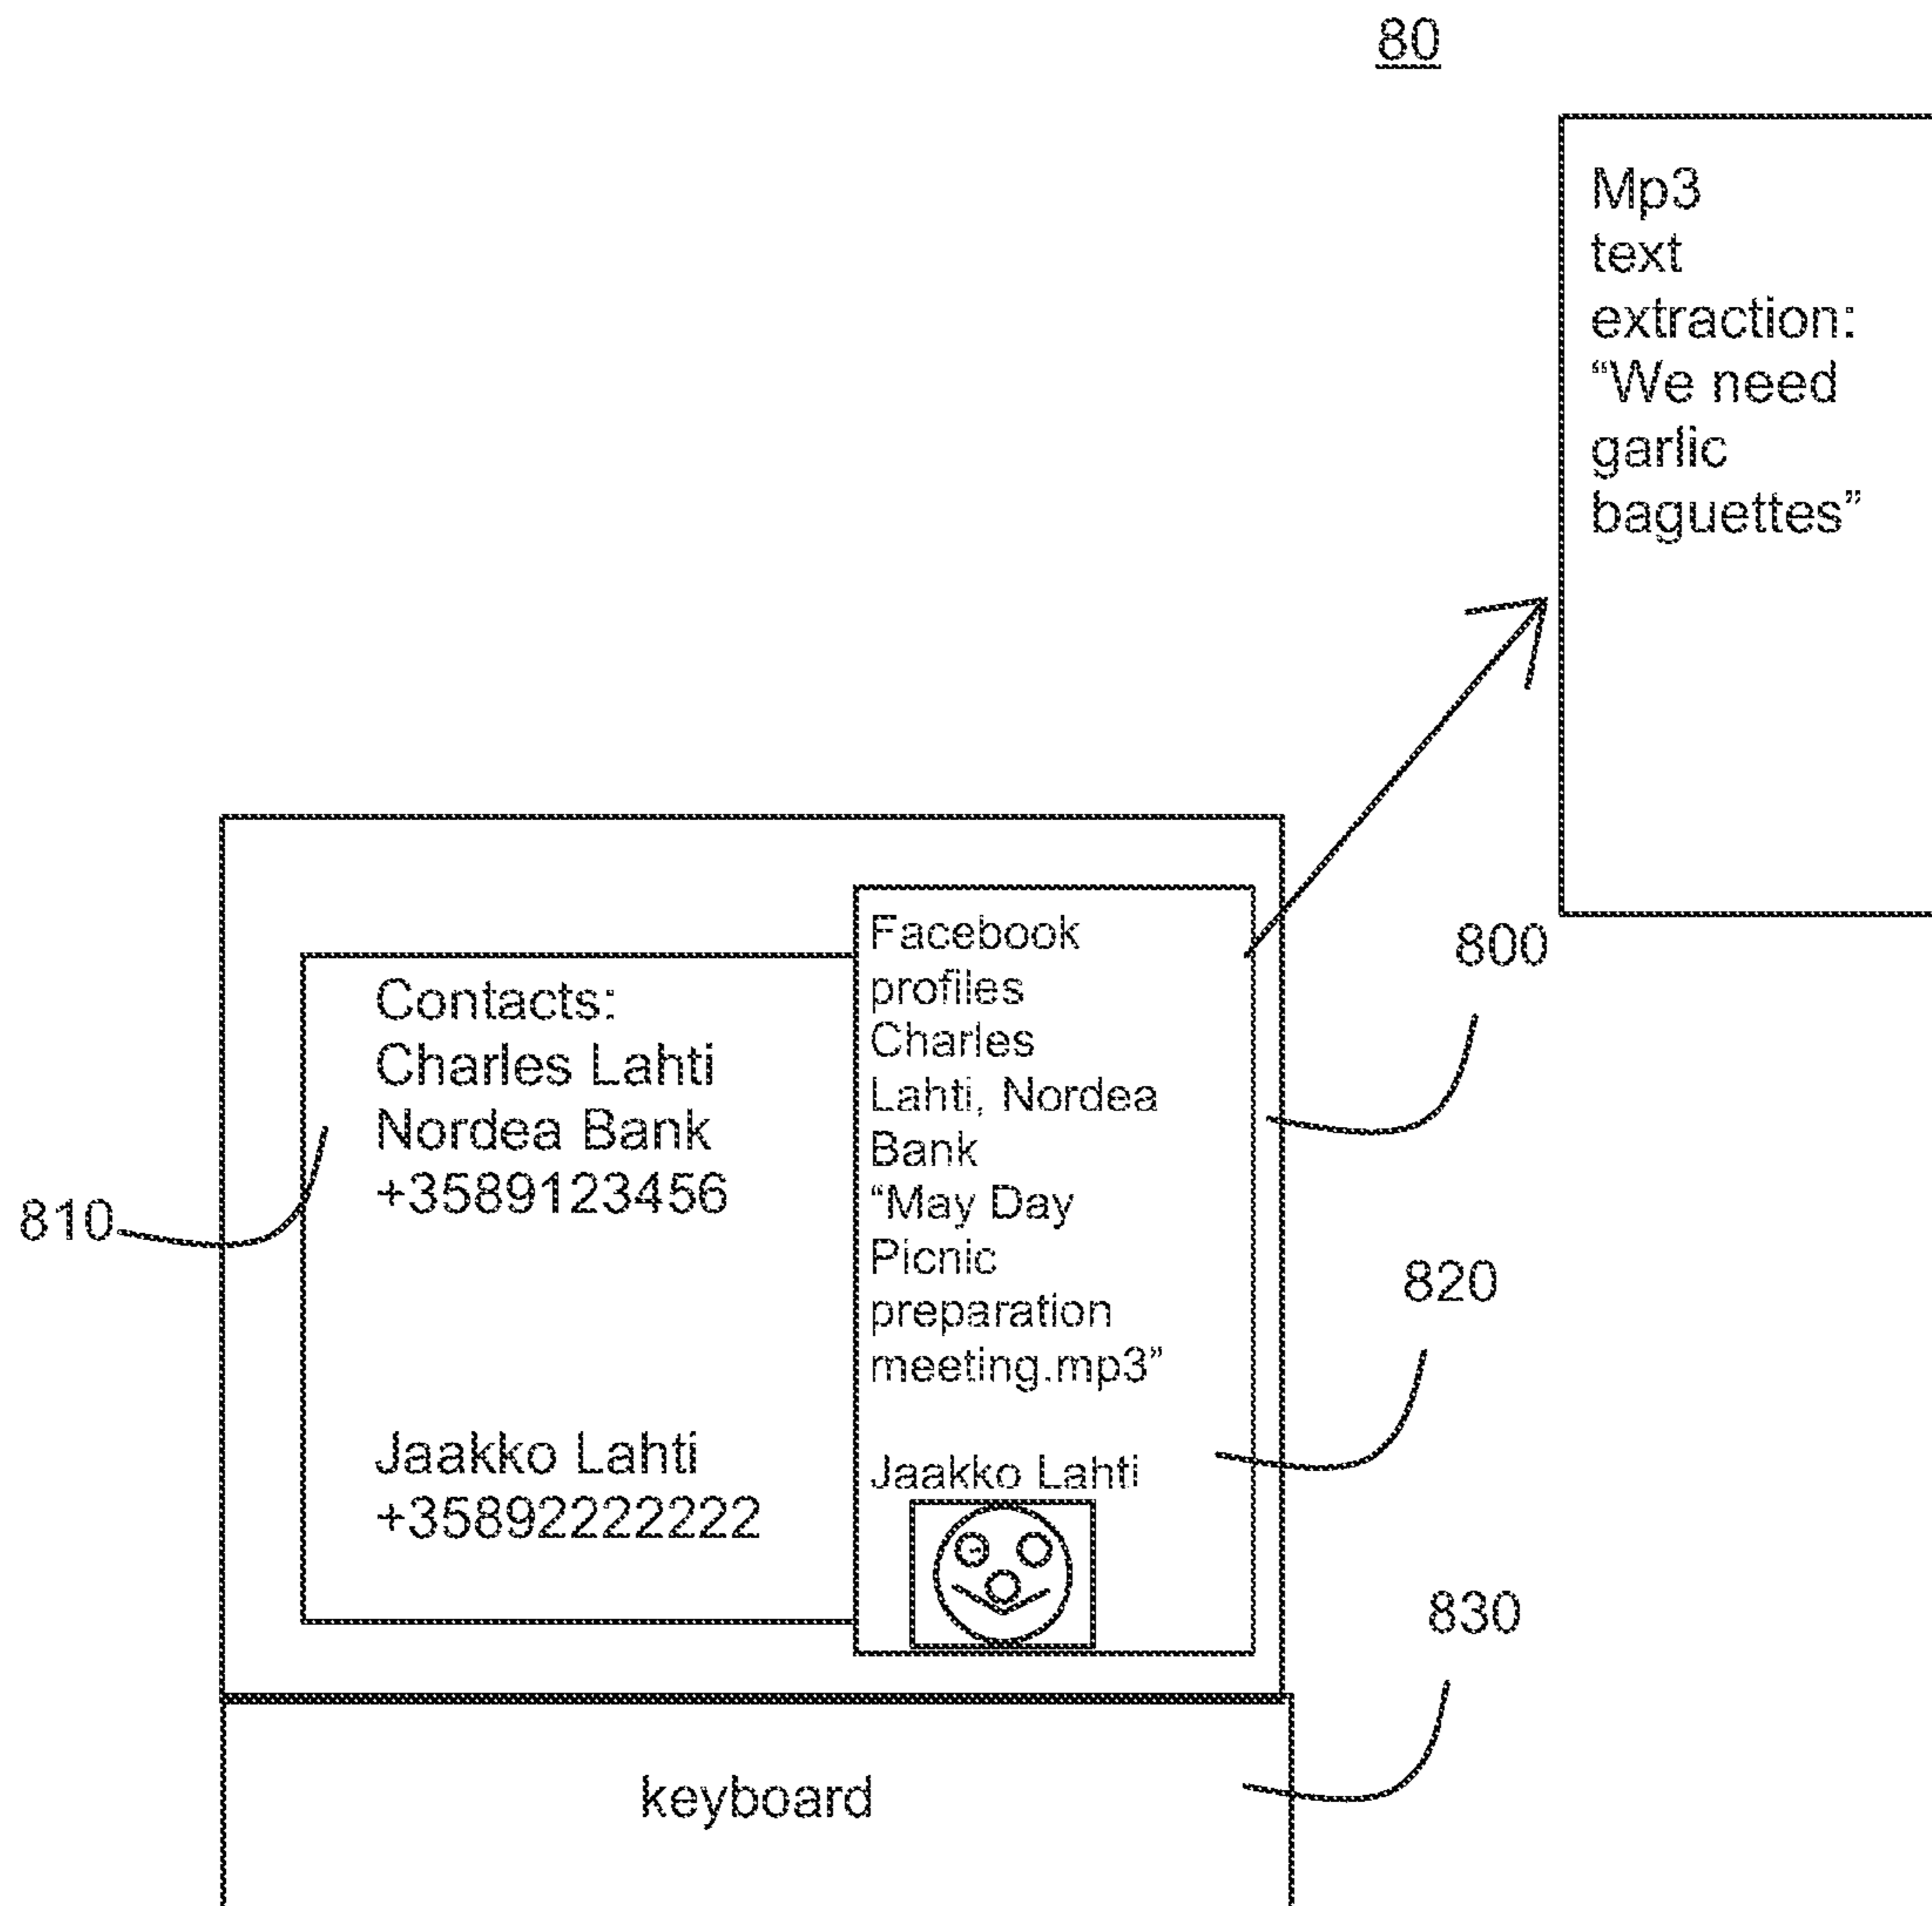 80
Mp3
text
extraction:
“We need
garlic
baguettes”
800
Contacts:
Charles Lahti
Nordea Bank
+3589123456
Jaakko Lahti
+35892222222
810
Facebook
profiles
Charles
Lahti, Nordea
Bank
“May Day
Picnic
preparation
meeting.mp3”
Jaakko Lahti
820
830
keyboard